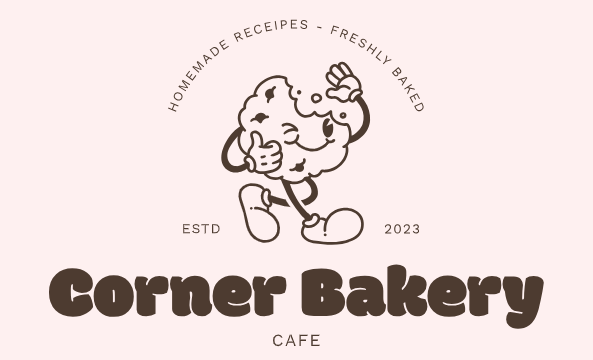 HOMEMADE RECEIPES - FRESHLY BAKED
ESTD 2023
Corner Bakery
CAFE